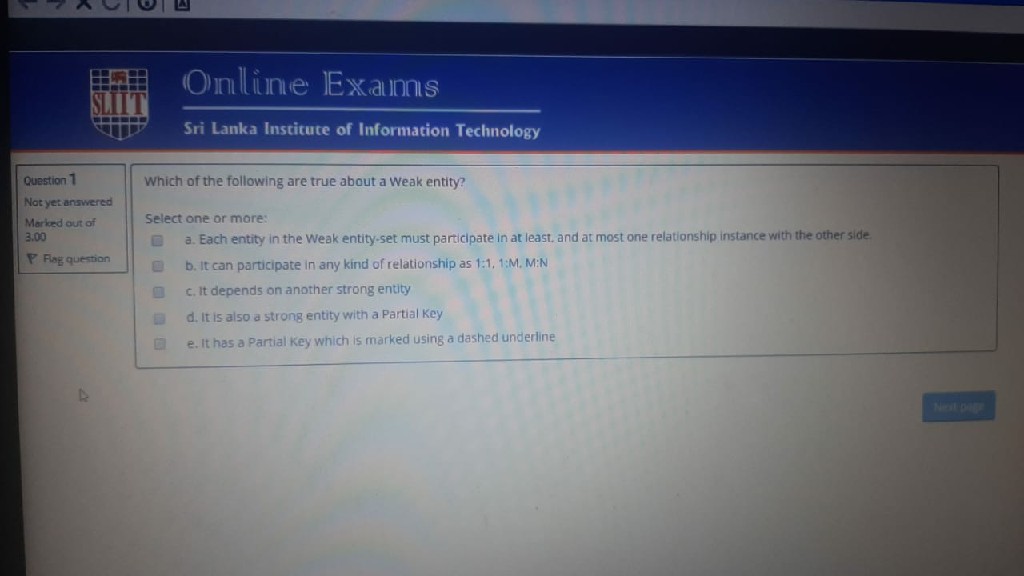 Online Exams
SLIIT
Sri Lanka Institute of Information Technology
Question 1
Not yet answered
Marked out of
3.00
Flag question
Which of the following are true about a Weak entity?
Select one or more:
a. Each entity in the Weak entity-set must participate in at least, and at most one relationship instance with the other side.
b. It can participate in any kind of relationship as 1:1, 1:M, M:N
c. It depends on another strong entity
d. It is also a strong entity with a Partial Key
e. It has a Partial Key which is marked using a dashed underline
Next page